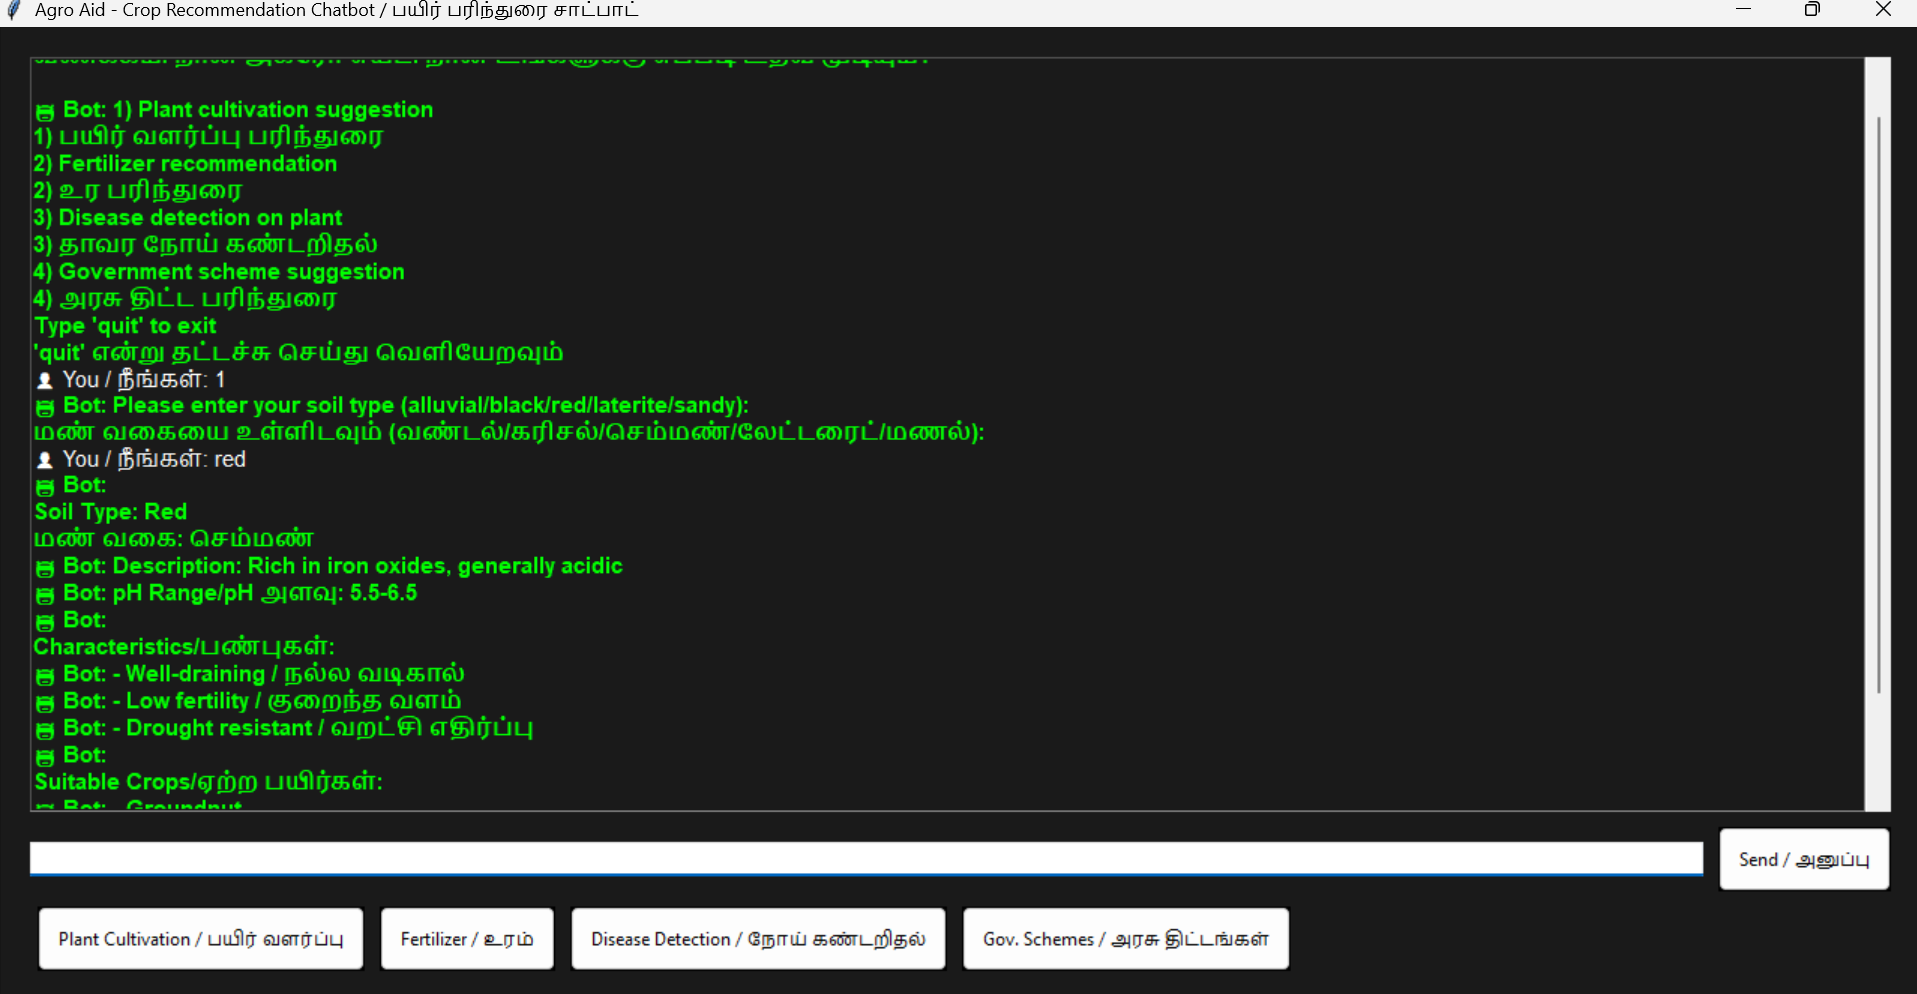 Agro Aid - Crop Recommendation Chatbot / பயிர் பரிந்துரை சாட்பாட்
Bot: 1) Plant cultivation suggestion
1) பயிர் வளர்ப்பு பரிந்துரை
2) Fertilizer recommendation
2) உர பரிந்துரை
3) Disease detection on plant
3) தாவர நோய் கண்டறிதல்
4) Government scheme suggestion
4) அரசு திட்ட பரிந்துரை
Type 'quit' to exit
'quit' என்று தட்டச்சு செய்து வெளியேறவும்
You / நீங்கள்: 1
Bot: Please enter your soil type (alluvial/black/red/laterite/sandy):
மண் வகையை உள்ளிடவும் (வண்டல்/கரிசல்/செம்மண்/லேட்டரைட்/மணல்):
You / நீங்கள்: red
Bot:
Soil Type: Red
மண் வகை: செம்மண்
Bot: Description: Rich in iron oxides, generally acidic
Bot: pH Range/pH அளவு: 5.5-6.5
Bot:
Characteristics/பண்புகள்:
Bot: - Well-draining / நல்ல வடிகால்
Bot: - Low fertility / குறைந்த வளம்
Bot: - Drought resistant / வறட்சி எதிர்ப்பு
Bot:
Suitable Crops/ஏற்ற பயிர்கள்:
Bot: - Groundnut
Send / அனுப்பு
Plant Cultivation / பயிர் வளர்ப்பு
Fertilizer / உரம்
Disease Detection / நோய் கண்டறிதல்
Gov. Schemes / அரசு திட்டங்கள்